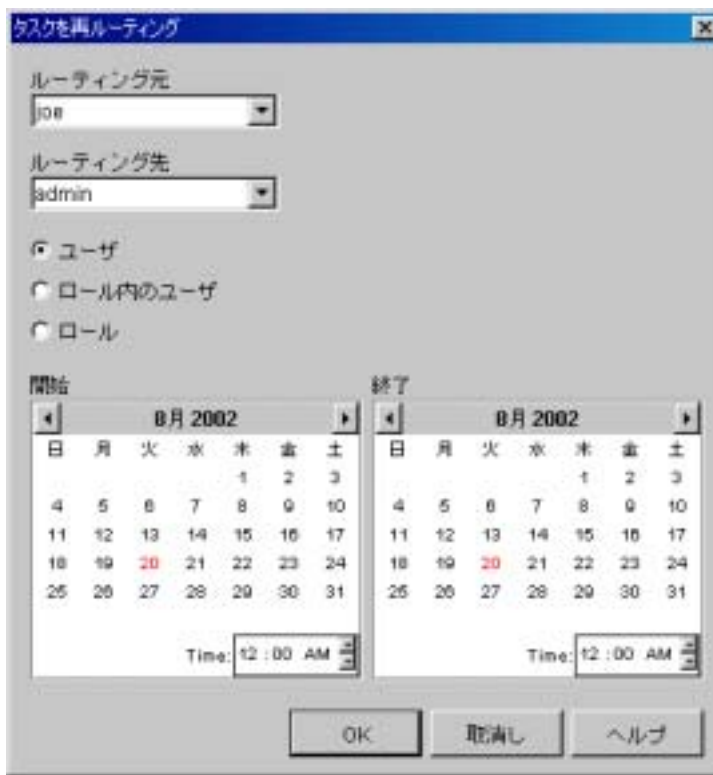 タスクを再ルーティング
ルーティング元
joe
ルーティング先
admin
ユーザ
ロール内のユーザ
ロール
開始
8月 2002
日 月 火 水 木 金 土
1 2 3
4 5 6 7 8 9 10
11 12 13 14 15 16 17
18 19 20 21 22 23 24
25 26 27 28 29 30 31
Time: 12 :00 AM
終了
8月 2002
日 月 火 水 木 金 土
1 2 3
4 5 6 7 8 9 10
11 12 13 14 15 16 17
18 19 20 21 22 23 24
25 26 27 28 29 30 31
Time: 12 :00 AM
OK 取消し ヘルプ